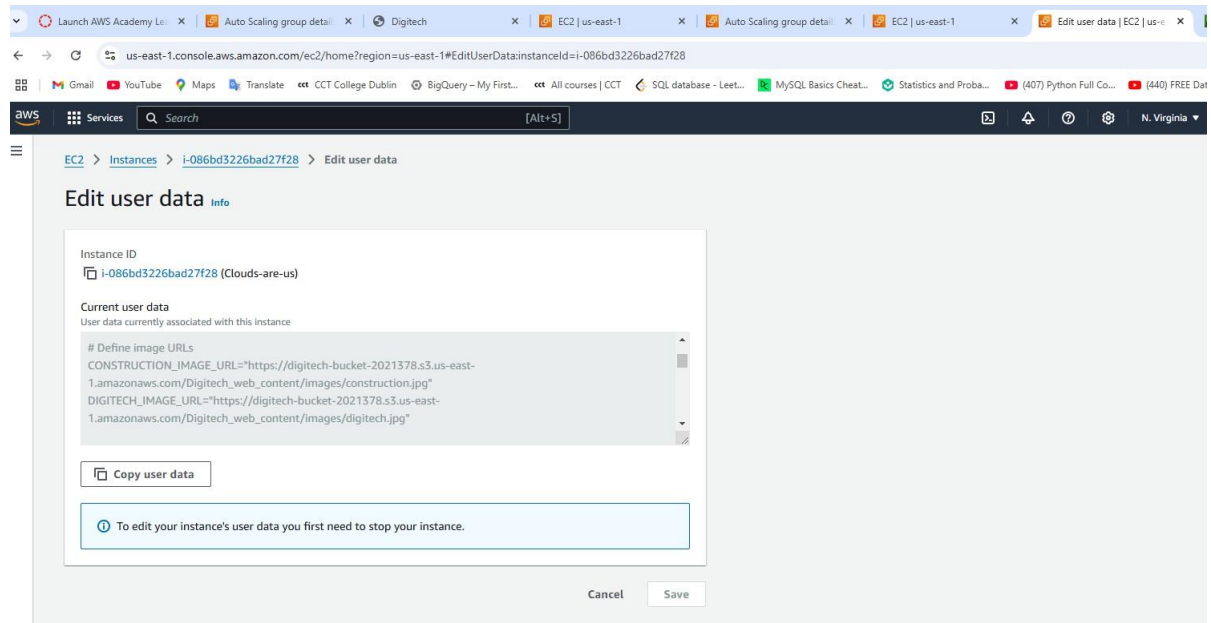 Launch AWS Academy Le
Auto Scaling group detail
Digitech
EC2 | us-east-1
Auto Scaling group detail
EC2 | us-east-1
Edit user data | EC2 | us-e
us-east-1.console.aws.amazon.com/ec2/home?region=us-east-1#EditUserData:instanceId=i-086bd3226bad27f28
Gmail YouTube Maps Translate cct CCT College Dublin BigQuery – My First... cct All courses | CCT SQL database - Leet... MySQL Basics Cheat... Statistics and Proba... (407) Python Full Co... (440) FREE Dat
aws Services Search [Alt+S] N. Virginia
EC2 > Instances > i-086bd3226bad27f28 > Edit user data
Edit user data Info
Instance ID
i-086bd3226bad27f28 (Clouds-are-us)
Current user data
User data currently associated with this instance
# Define image URLs
CONSTRUCTION_IMAGE_URL="https://digitech-bucket-2021378.s3.us-east-
1.amazonaws.com/Digitech_web_content/images/construction.jpg"
DIGITECH_IMAGE_URL="https://digitech-bucket-2021378.s3.us-east-
1.amazonaws.com/Digitech_web_content/images/digitech.jpg"
Copy user data
To edit your instance's user data you first need to stop your instance.
Cancel Save